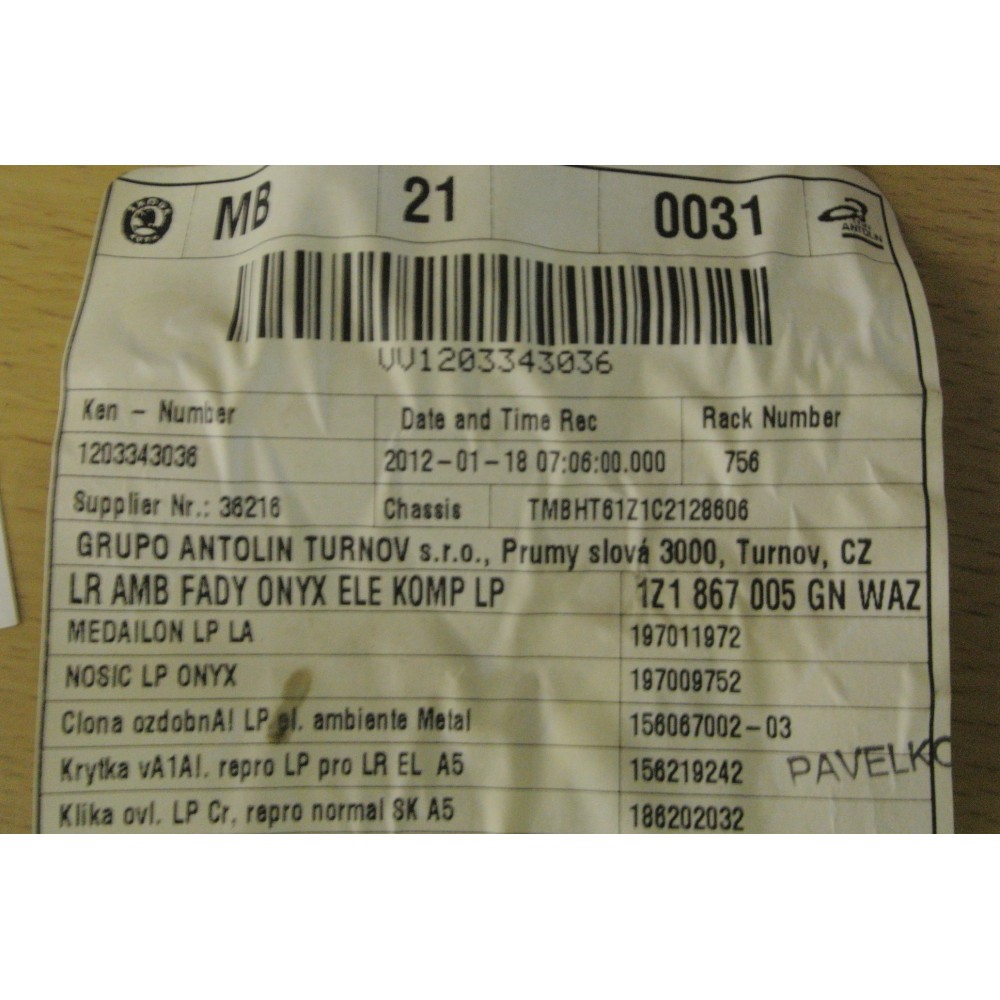 MB 21 0031
ANTOLIN
VV1203343036
Ken - Number Date and Time Rec Rack Number
1203343036 2012-01-18 07:06:00.000 756
Supplier Nr.: 36216 Chassis TMBHT61Z1C2128606
GRUPO ANTOLIN TURNOV s.r.o., Prumy slová 3000, Turnov, CZ
LR AMB FADY ONYX ELE KOMP LP 1Z1 867 005 GN WAZ
MEDAILON LP LA 197011972
NOSIC LP ONYX 197009752
Clona ozdobnA! LP el. ambiente Metal 156067002-03
Krytka vA1A!. repro LP pro LR EL A5 156219242
PAVELKO
Klika ovl. LP Cr, repro normal SK A5 186202032